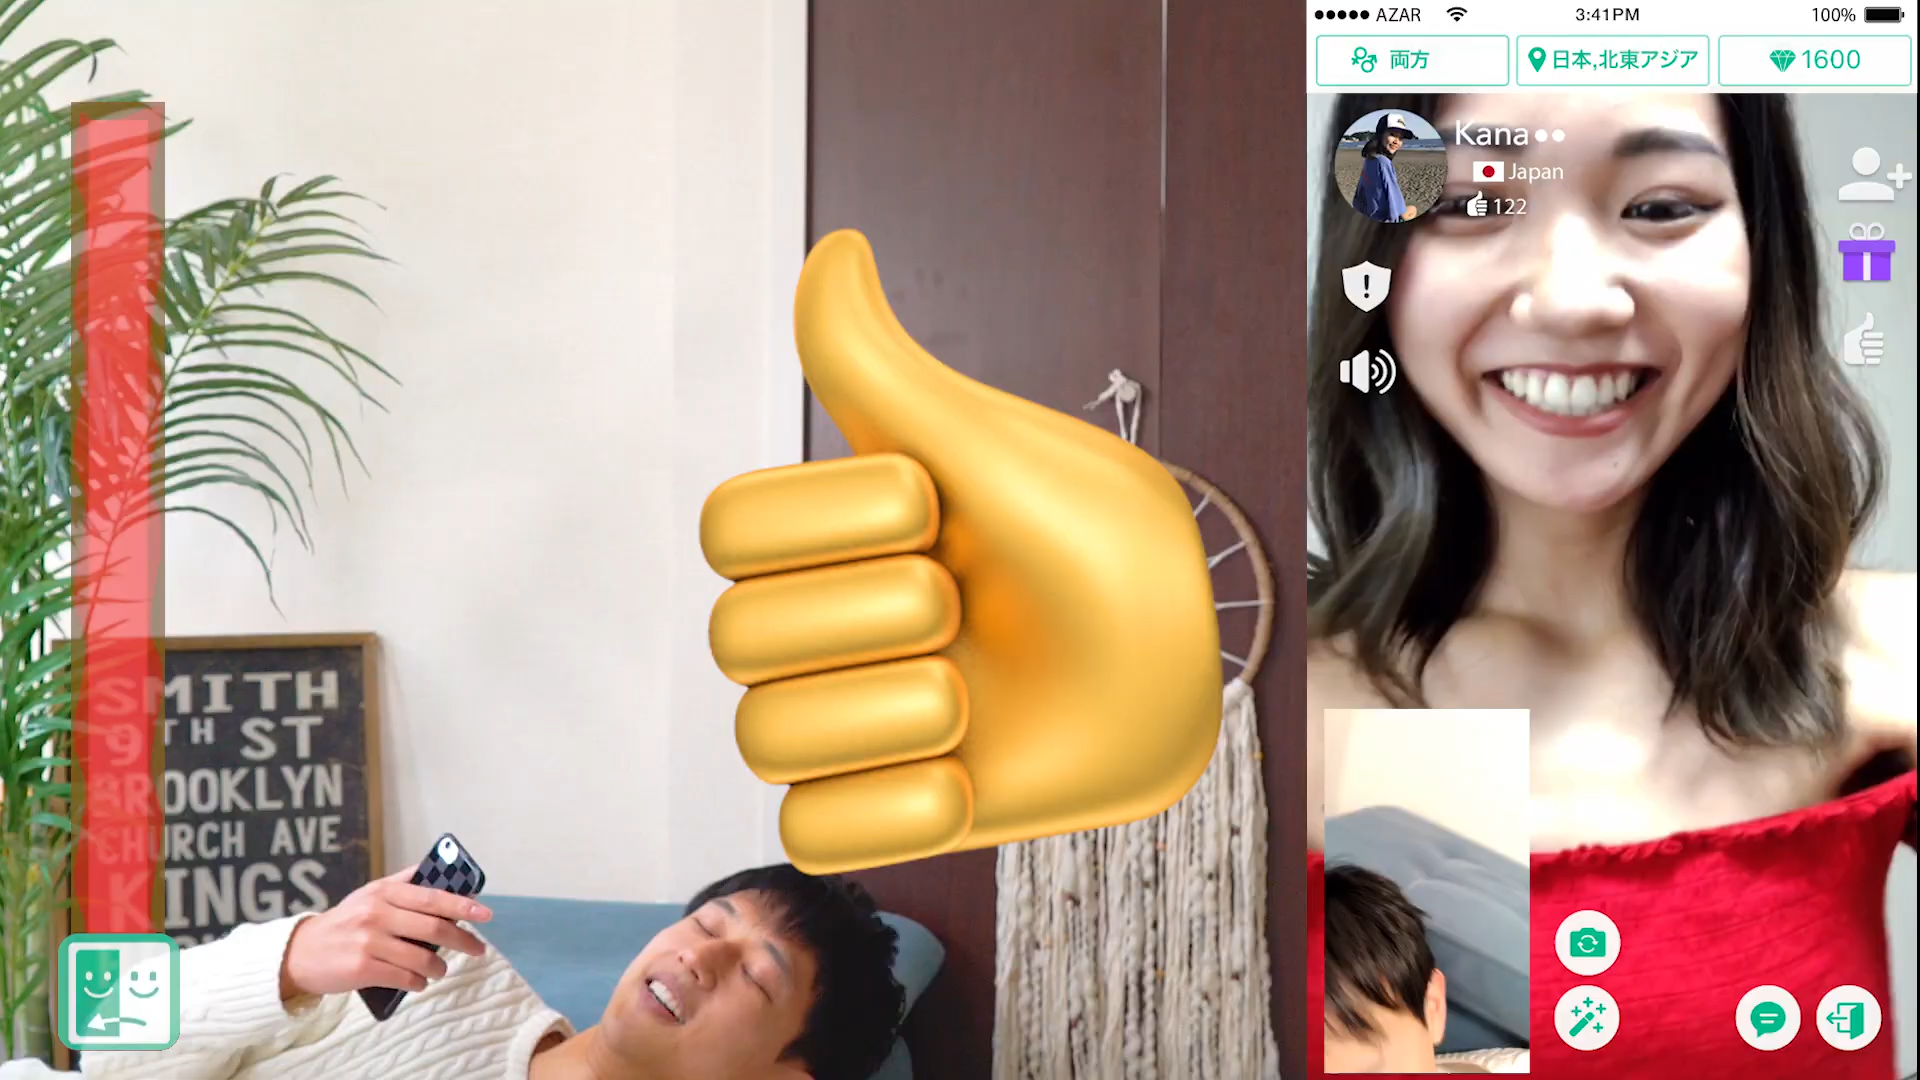 AZAR
3:41PM
100%
両方
日本,北東アジア
1600
Kana
Japan
122
SMITH
9TH ST
BROOKLYN
CHURCH AVE
KINGS